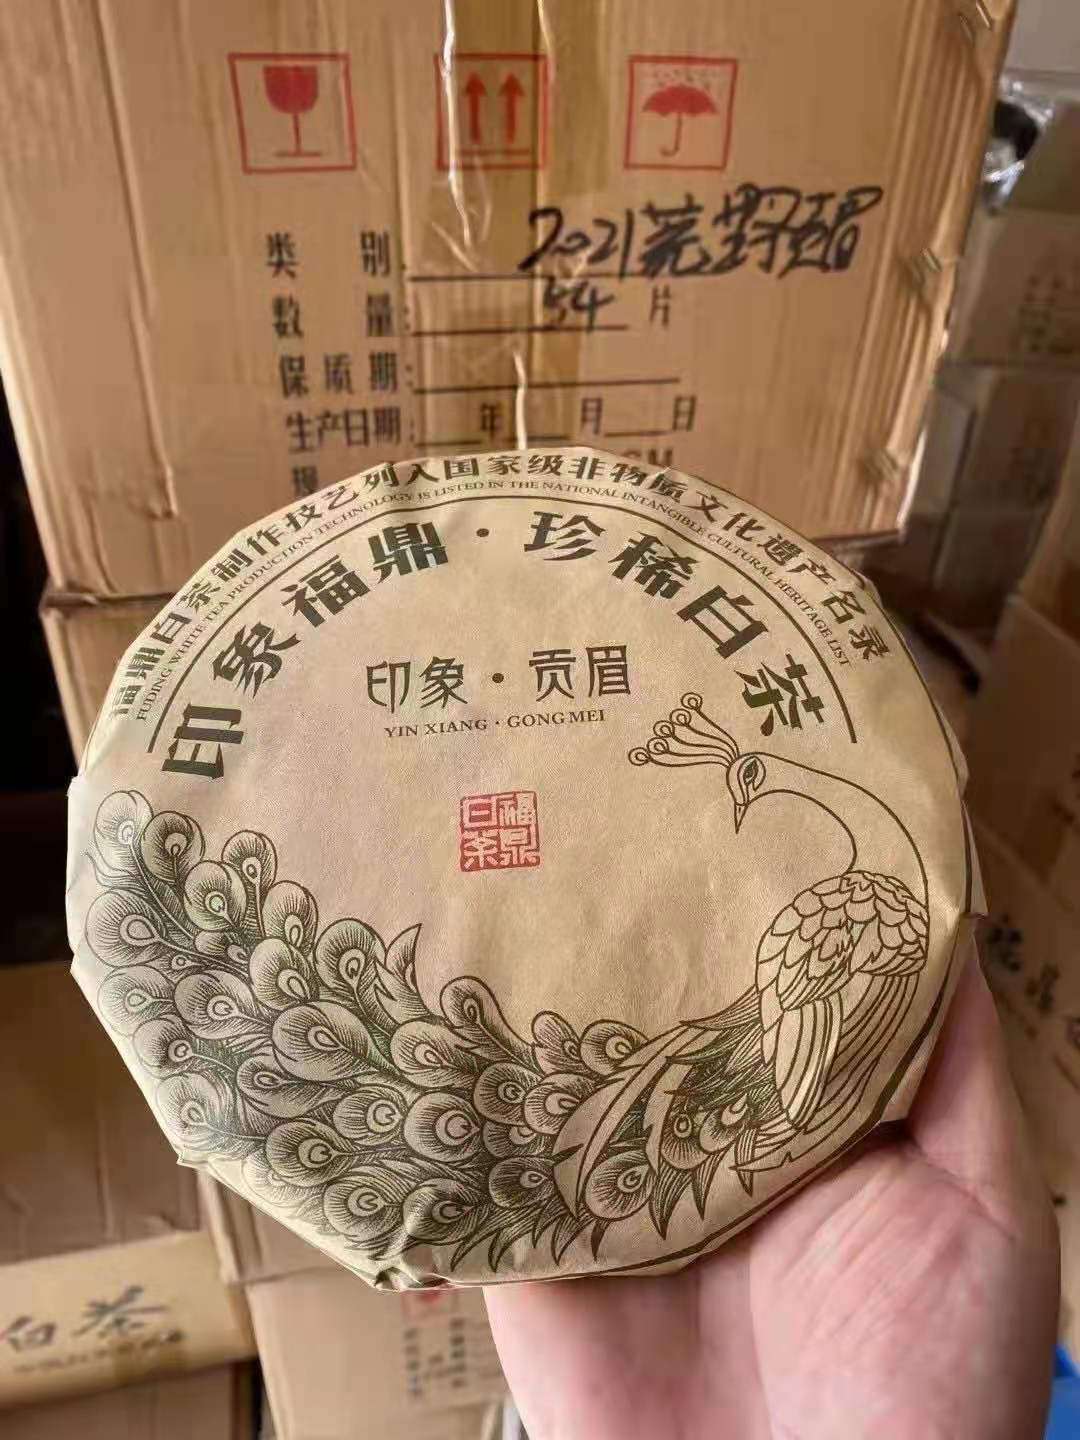 类别:2021荒野贡眉
数量:54片
保质期:
生产日期: 年 月 日
福鼎白茶制作技艺列入国家级非物质文化遗产名录
FUDING WHITE TEA PRODUCTION TECHNOLOGY IS LISTED IN THE NATIONAL INTANGIBLE CULTURAL HERITAGE LIST
印象福鼎·珍稀白茶
印象·贡眉
YIN XIANG · GONG MEI
福鼎
白茶
白茶